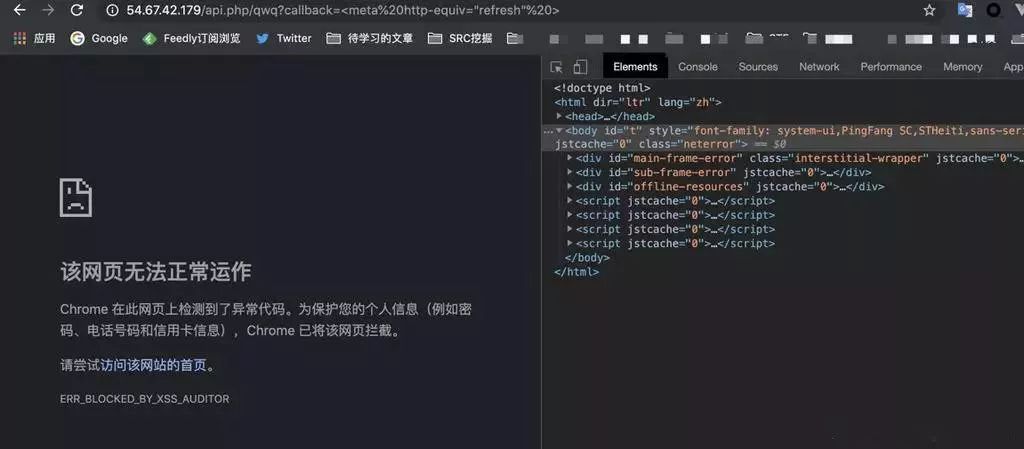 54.67.42.179/api.php/qwq?callback=<meta%20http-equiv="refresh"%20>
应用 Google Feedly订阅浏览 Twitter 待学习的文章 SRC挖掘
Elements Console Sources Network Performance Memory App
<!doctype html>
<html dir="ltr" lang="zh">
<head>…</head>
<body id="t" style="font-family: system-ui,PingFang SC,STHeiti,sans-seri
jstcache="0" class="neterror"> == $0
<div id="main-frame-error" class="interstitial-wrapper" jstcache="0">…
<div id="sub-frame-error" jstcache="0">…</div>
<div id="offline-resources" jstcache="0">…</div>
<script jstcache="0">…</script>
<script jstcache="0">…</script>
<script jstcache="0">…</script>
<script jstcache="0">…</script>
</body>
</html>
该网页无法正常运作
Chrome 在此网页上检测到了异常代码。为保护您的个人信息（例如密
码、电话号码和信用卡信息），Chrome 已将该网页拦截。
请尝试访问该网站的首页。
ERR_BLOCKED_BY_XSS_AUDITOR